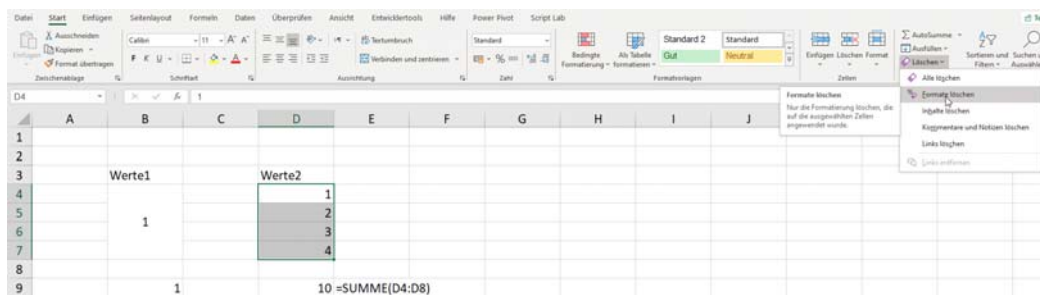 Datei Start Einfügen Seitenlayout Formeln Daten Überprüfen Ansicht Entwicklertools Hilfe Power Pivot Script Lab
Ausschneiden
Kopieren
Format übertragen
Einfügen
Zwischenablage
Calibri 11
F K U
Schriftart
Textumbruch
Verbinden und zentrieren
Ausrichtung
Standard
Zahl
Bedingte Formatierung
Als Tabelle formatieren
Standard 2 Standard
Gut Neutral
Formatvorlagen
Einfügen Löschen Format
Zellen
AutoSumme
Ausfüllen
Löschen
Sortieren und Filtern
Suchen u
Auswähle
Alle löschen
Formate löschen
Inhalte löschen
Kommentare und Notizen löschen
Links löschen
Links entfernen
Formate löschen
Nur die Formatierung löschen, die
auf die ausgewählten Zellen
angewendet wurde.
D4 fx 1
A B C D E F G H I J
1
2
3 Werte1 Werte2
4 1
5 2
1
6 3
7 4
8
9 1 10 =SUMME(D4:D8)